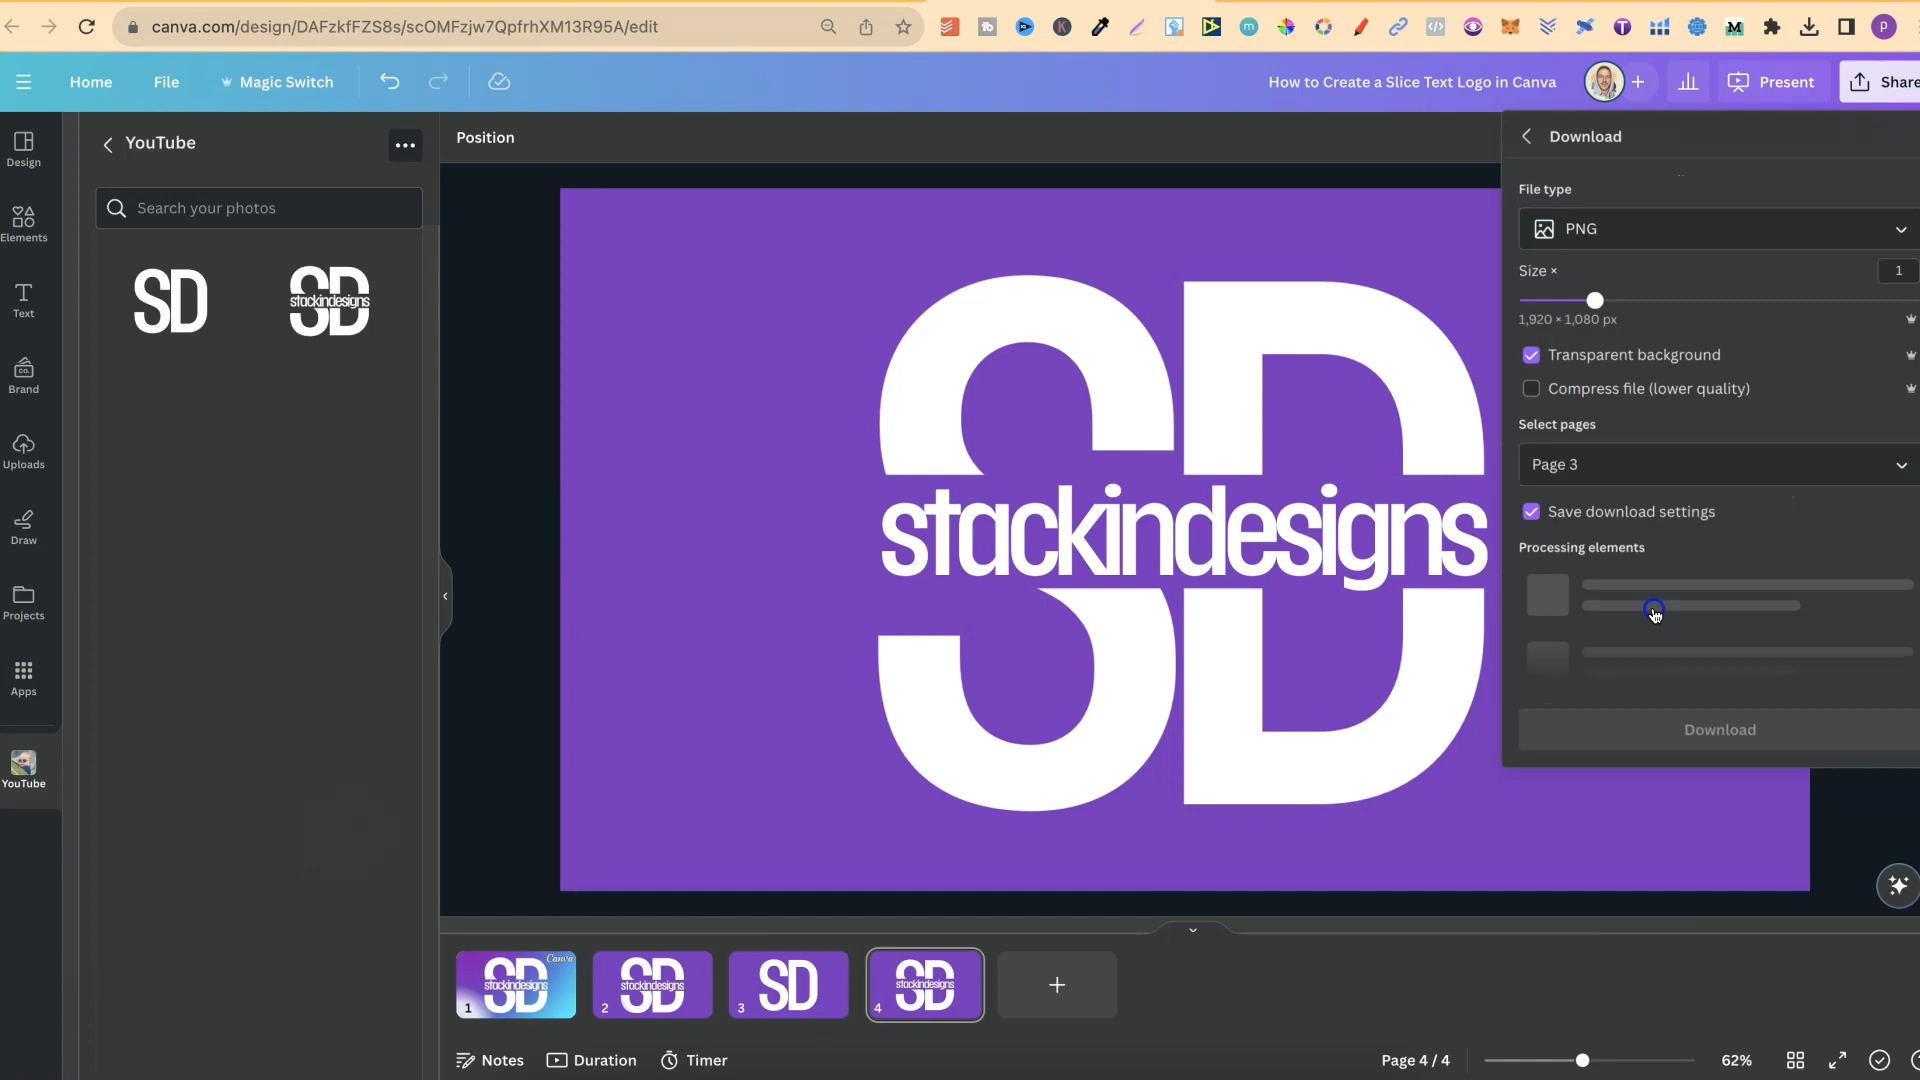 canva.com/design/DAFzkfFZS8s/scOMFzjw7QpfrhXM13R95A/edit
Home
File
Magic Switch
How to Create a Slice Text Logo in Canva
Present
Share
Design
Elements
Text
Brand
Uploads
Draw
Projects
Apps
YouTube
YouTube
Search your photos
SD
SD
stackindesigns
Position
SD
stackindesigns
Download
File type
PNG
Size ×
1
1,920 × 1,080 px
Transparent background
Compress file (lower quality)
Select pages
Page 3
Save download settings
Processing elements
Download
Canva
SD
stackindesigns
1
SD
stackindesigns
2
SD
3
SD
stackindesigns
4
Notes
Duration
Timer
Page 4 / 4
62%